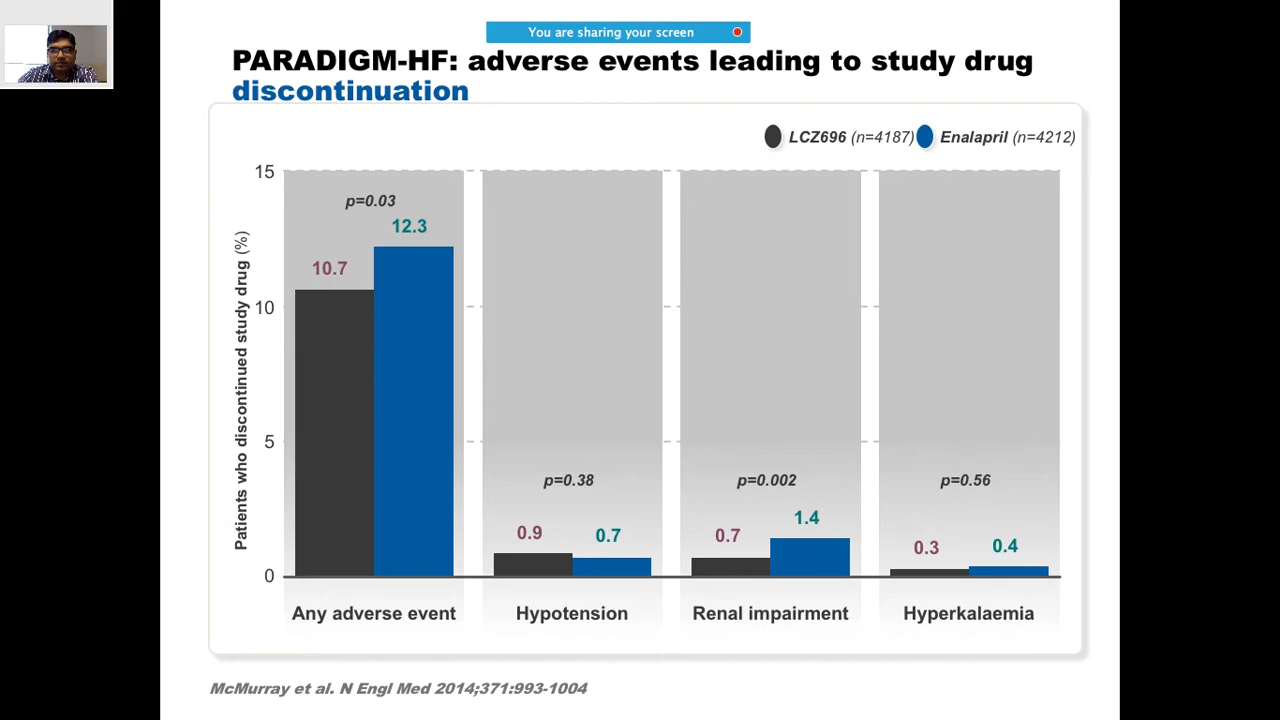 You are sharing your screen
PARADIGM-HF: adverse events leading to study drug
discontinuation
LCZ696 (n=4187) Enalapril (n=4212)
Patients who discontinued study drug (%)
15
10
5
0
p=0.03
10.7
12.3
p=0.38
0.9
0.7
p=0.002
0.7
1.4
p=0.56
0.3
0.4
Any adverse event
Hypotension
Renal impairment
Hyperkalaemia
McMurray et al. N Engl Med 2014;371:993-1004